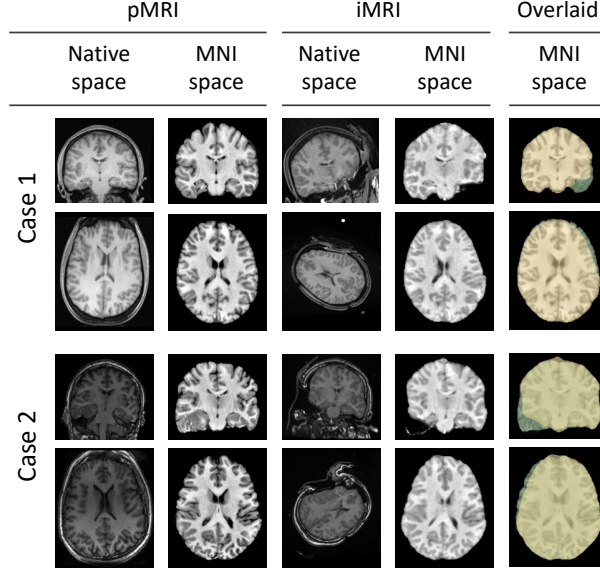 pMRI iMRI Overlaid
Native MNI Native MNI MNI
space space space space space
Case 1
Case 2